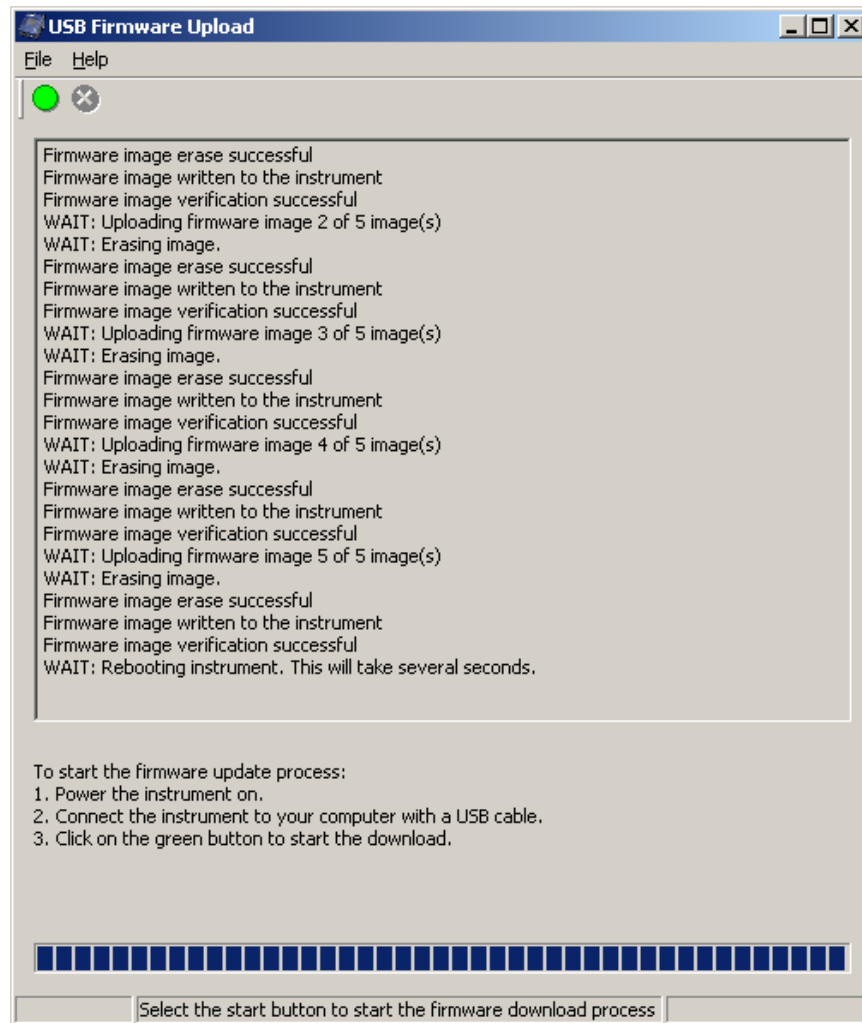 USB Firmware Upload
File Help
Firmware image erase successful
Firmware image written to the instrument
Firmware image verification successful
WAIT: Uploading firmware image 2 of 5 image(s)
WAIT: Erasing image.
Firmware image erase successful
Firmware image written to the instrument
Firmware image verification successful
WAIT: Uploading firmware image 3 of 5 image(s)
WAIT: Erasing image.
Firmware image erase successful
Firmware image written to the instrument
Firmware image verification successful
WAIT: Uploading firmware image 4 of 5 image(s)
WAIT: Erasing image.
Firmware image erase successful
Firmware image written to the instrument
Firmware image verification successful
WAIT: Uploading firmware image 5 of 5 image(s)
WAIT: Erasing image.
Firmware image erase successful
Firmware image written to the instrument
Firmware image verification successful
WAIT: Rebooting instrument. This will take several seconds.
To start the firmware update process:
1. Power the instrument on.
2. Connect the instrument to your computer with a USB cable.
3. Click on the green button to start the download.
Select the start button to start the firmware download process